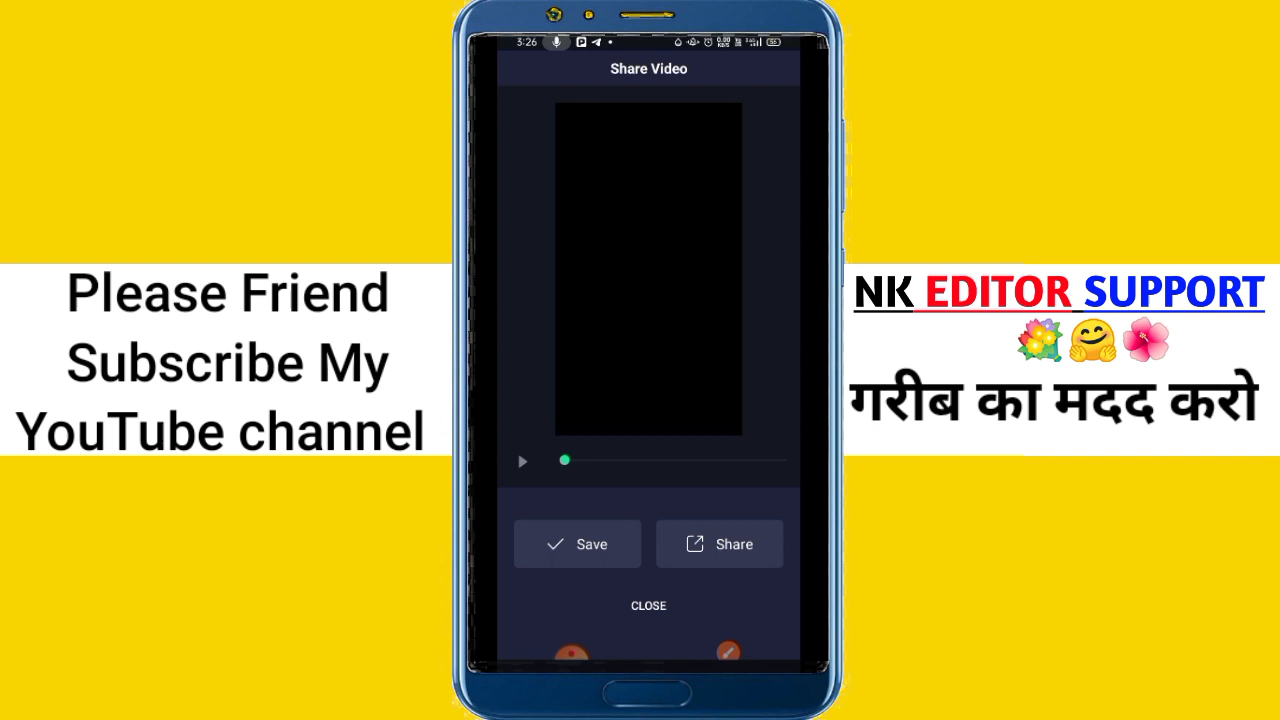 3:26
Share Video
Please Friend
Subscribe My
YouTube channel
NK EDITOR SUPPORT
💐🤗🌺
गरीब का मदद करो
Save
Share
CLOSE